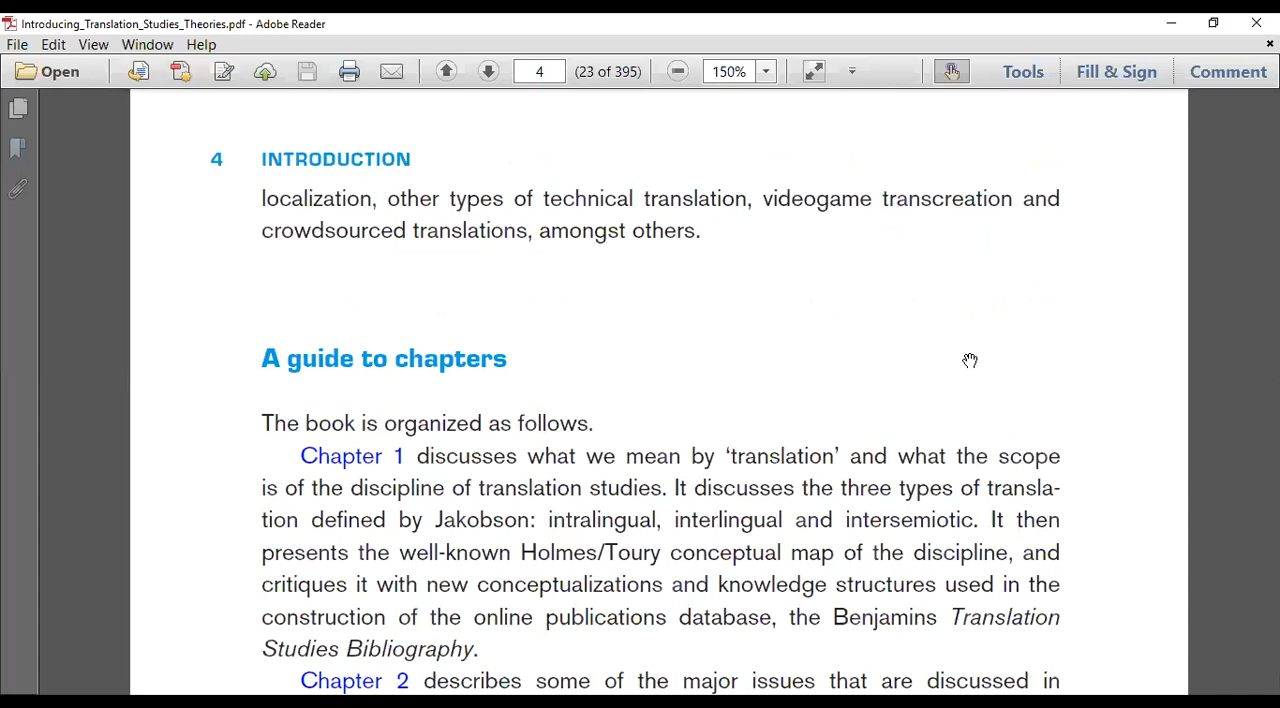 Introducing_Translation_Studies_Theories.pdf - Adobe Reader
File Edit View Window Help
Open 4 (23 of 395) 150% Tools Fill & Sign Comment
4 INTRODUCTION
localization, other types of technical translation, videogame transcreation and
crowdsourced translations, amongst others.
A guide to chapters
The book is organized as follows.
Chapter 1 discusses what we mean by ‘translation’ and what the scope
is of the discipline of translation studies. It discusses the three types of transla-
tion defined by Jakobson: intralingual, interlingual and intersemiotic. It then
presents the well-known Holmes/Toury conceptual map of the discipline, and
critiques it with new conceptualizations and knowledge structures used in the
construction of the online publications database, the Benjamins Translation
Studies Bibliography.
Chapter 2 describes some of the major issues that are discussed in